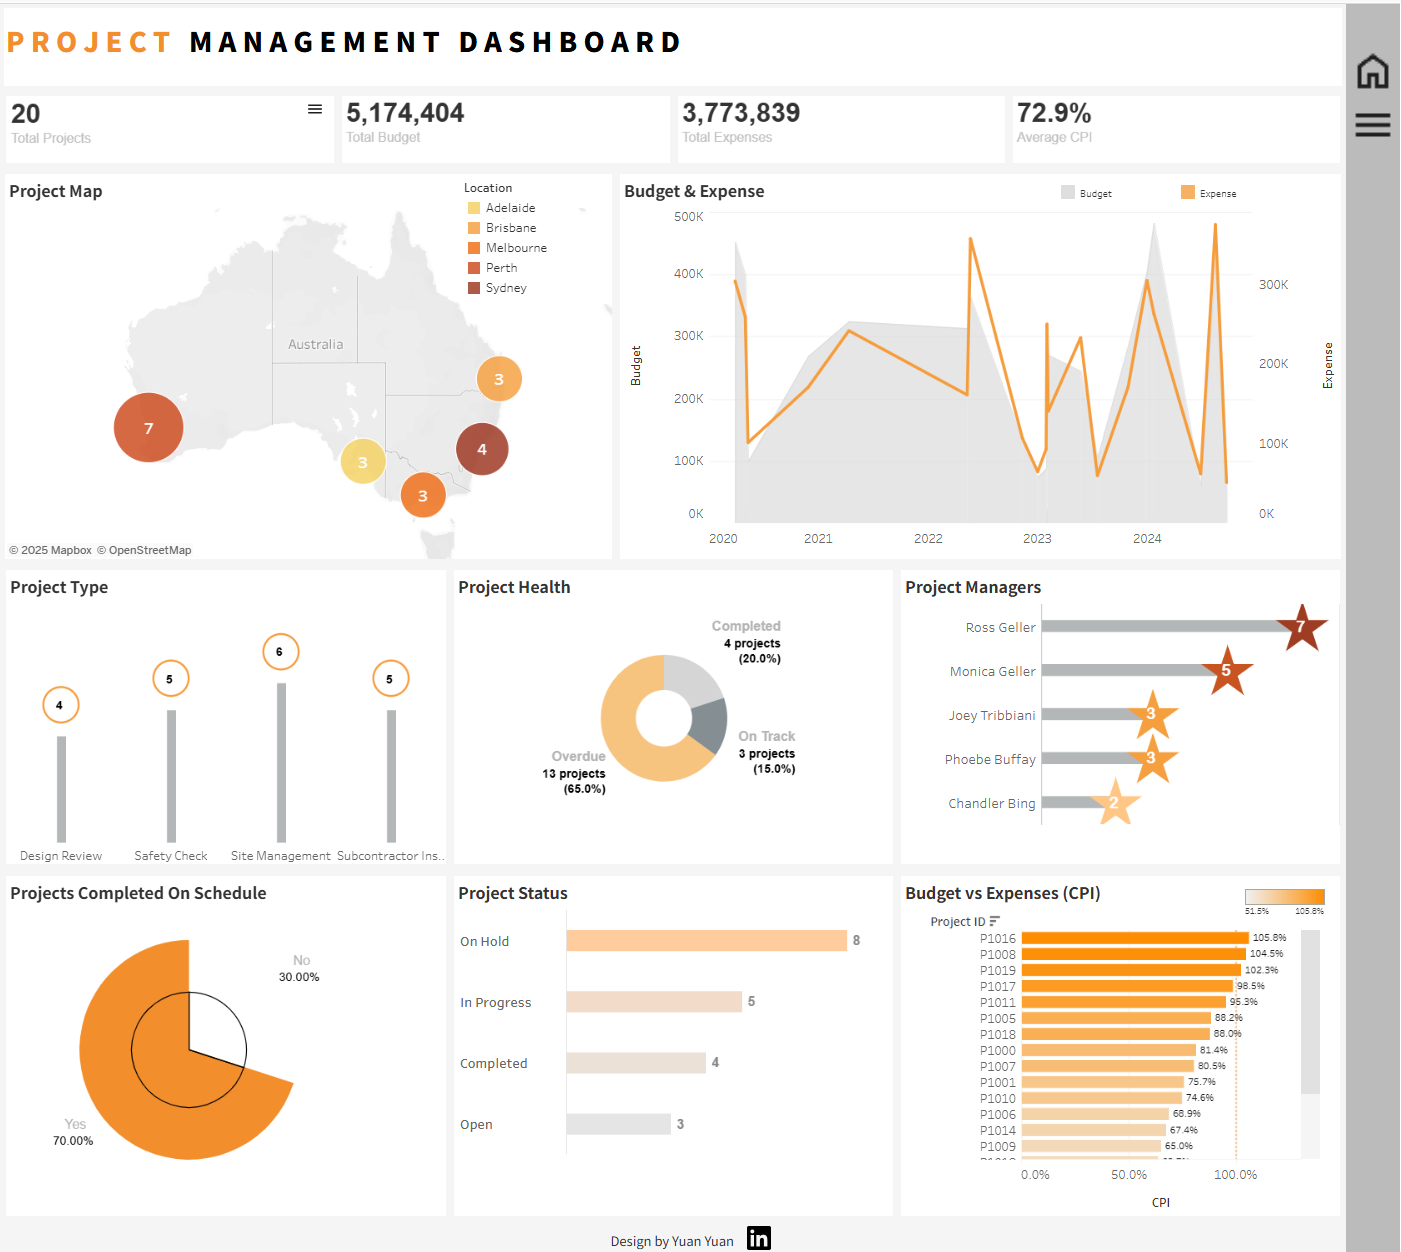 PROJECT MANAGEMENT DASHBOARD
20
Total Projects
5,174,404
Total Budget
3,773,839
Total Expenses
72.9%
Average CPI
Project Map
Location
Adelaide
Brisbane
Melbourne
Perth
Sydney
Australia
3
7
4
3
3
© 2025 Mapbox © OpenStreetMap
Budget & Expense
Budget
Expense
500K
400K
300K
200K
100K
0K
Budget
300K
200K
100K
0K
Expense
2020
2021
2022
2023
2024
Project Type
4
5
6
5
Design Review
Safety Check
Site Management
Subcontractor Ins..
Project Health
Completed
4 projects
(20.0%)
On Track
3 projects
(15.0%)
Overdue
13 projects
(65.0%)
Project Managers
Ross Geller 7
Monica Geller 5
Joey Tribbiani 3
Phoebe Buffay 3
Chandler Bing 2
Projects Completed On Schedule
No
30.00%
Yes
70.00%
Project Status
On Hold 8
In Progress 5
Completed 4
Open 3
Budget vs Expenses (CPI)
51.5% 105.8%
Project ID
P1016 105.8%
P1008 104.5%
P1019 102.3%
P1017 98.5%
P1011 95.3%
P1005 88.2%
P1018 88.0%
P1000 81.4%
P1007 80.5%
P1001 75.7%
P1010 74.6%
P1006 68.9%
P1014 67.4%
P1009 65.0%
0.0% 50.0% 100.0%
CPI
Design by Yuan Yuan
in